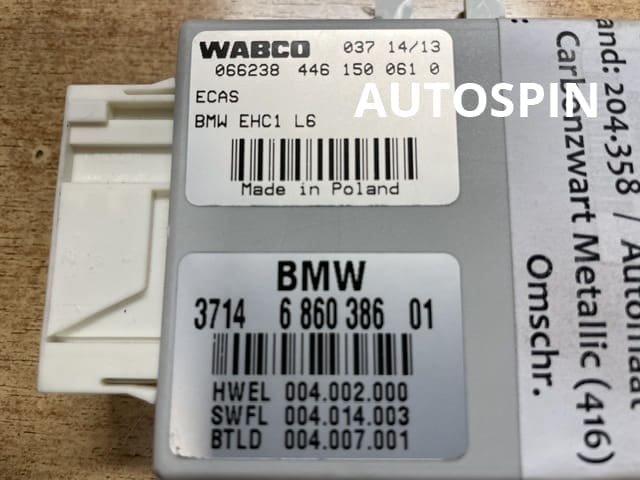 WABCO 037 14/13
066238 446 150 061 0
ECAS
BMW EHC1 L6
Made in Poland
AUTOSPIN
BMW
3714 6 860 386 01
HWEL 004.002.000
SWFL 004.014.003
BTLD 004.007.001
and: 204.358 / Automaat
Carbonzwart Metallic (416)
Omschr.
: